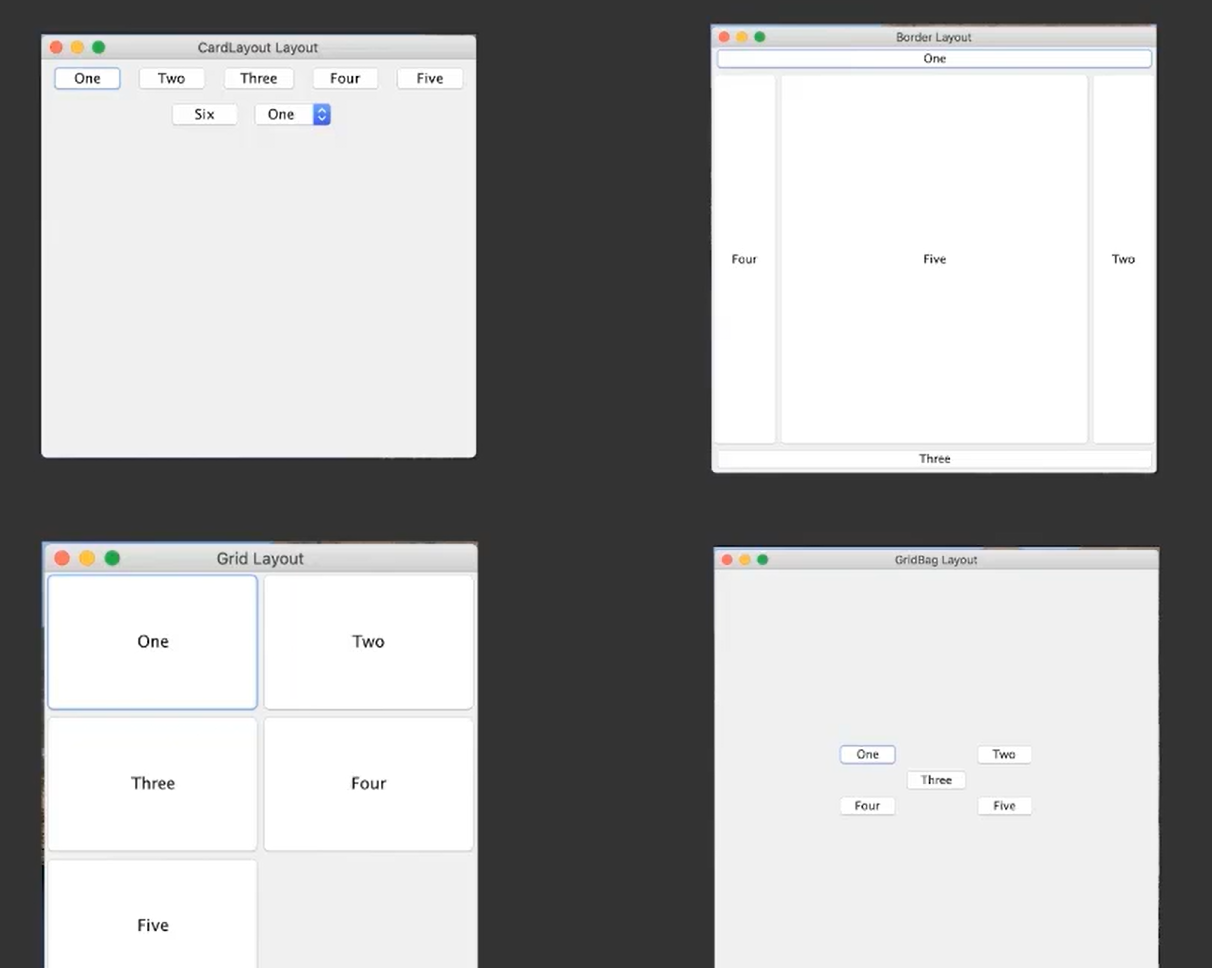 CardLayout Layout
One Two Three Four Five
Six One
Border Layout
One
Four Five Two
Three
Grid Layout
One Two
Three Four
Five
GridBag Layout
One Two
Three
Four Five